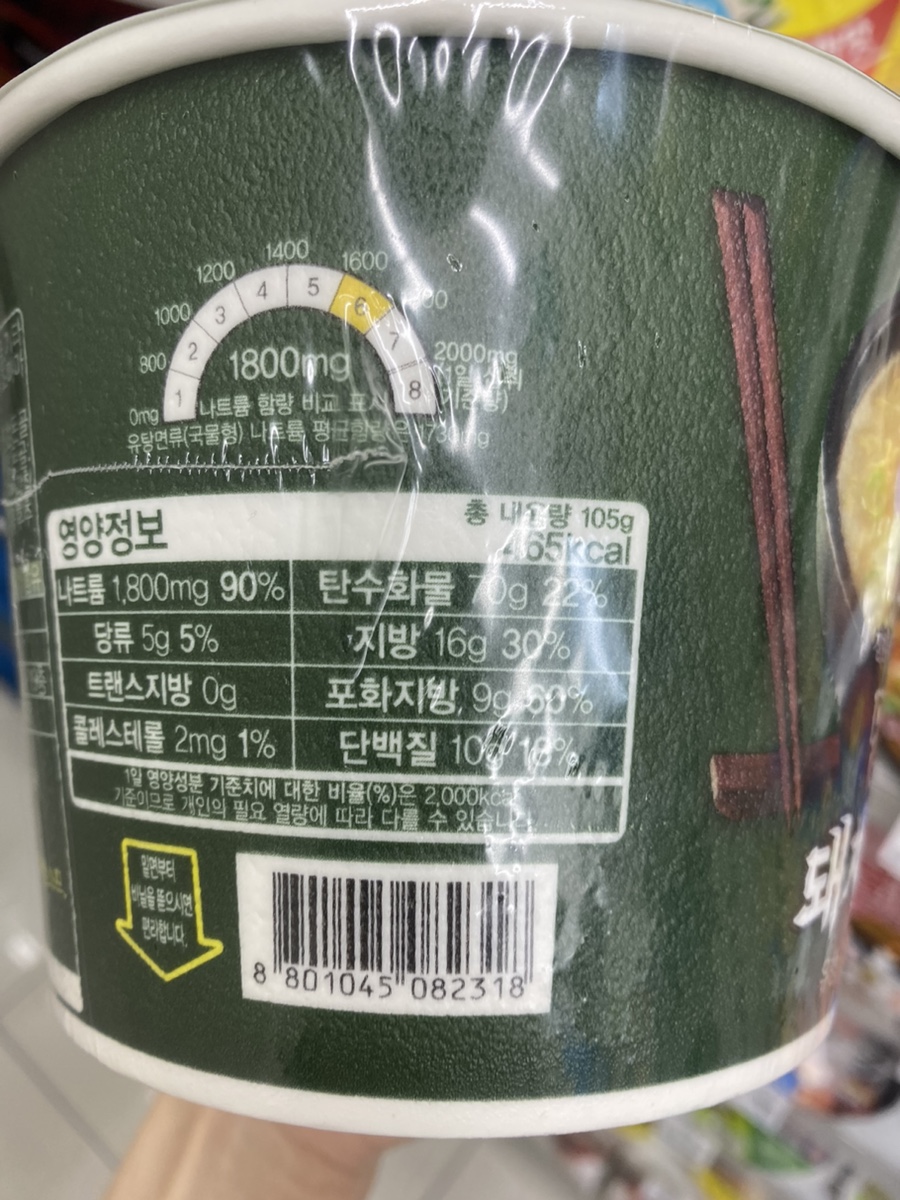 1400
1200
1600
1000
4
5
3
6
800
2
1800mg
7
2000mg
1
8
0mg
나트륨 함량 비교 표시
유탕면류(국물형) 나트륨 평균함량은
영양정보
총 내용량 105g
465kcal
나트륨 1,800mg 90%
탄수화물 70g 22%
당류 5g 5%
지방 16g 30%
트랜스지방 0g
포화지방 9g 60%
콜레스테롤 2mg 1%
단백질 10g 18%
1일 영양성분 기준치에 대한 비율(%)은 2,000kcal
기준이므로 개인의 필요 열량에 따라 다를 수 있습니다
밑면부터
비닐을 뜯으시면
편리합니다.
8 801045 082318
돼